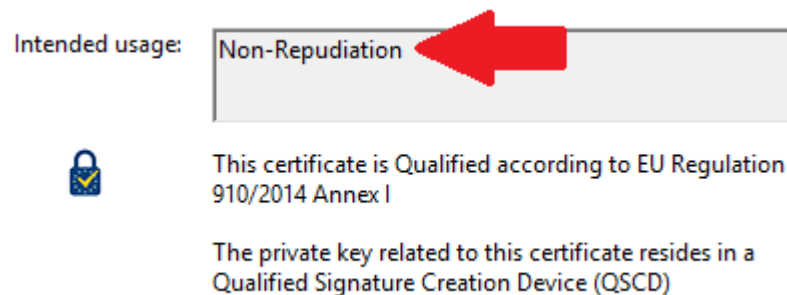 Intended usage:
Non-Repudiation
This certificate is Qualified according to EU Regulation
910/2014 Annex I
The private key related to this certificate resides in a
Qualified Signature Creation Device (QSCD)